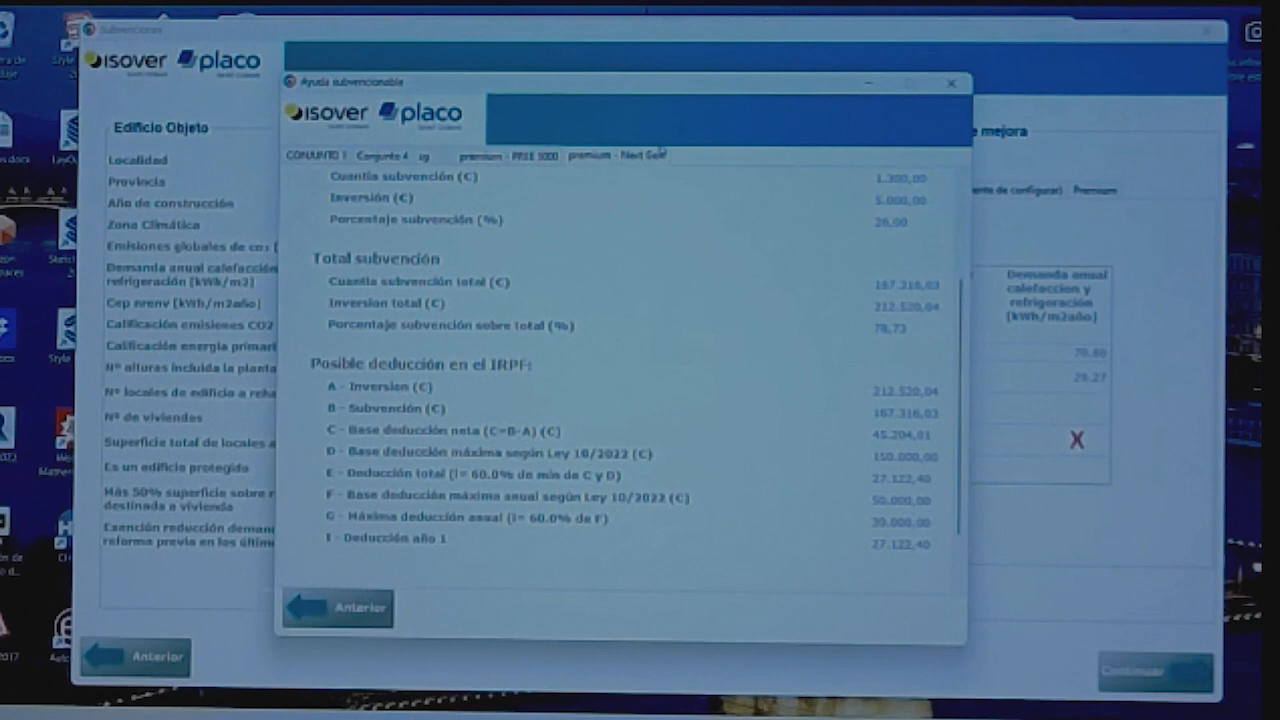 Subvenciones
isover placo
Edificio Objeto
Localidad
Provincia
Año de construcción
Zona Climática
Emisiones globales de co2 (
Demanda anual calefacción
refrigeración [kWh/m2]
Cep nrenv [kWh/m2año]
Calificación emisiones CO2
Calificación energia primari
Nº alturas incluida la planta
Nº locales de edificio a reha
Nº de viviendas
Superficie total de locales a
Es un edificio protegido
Más 50% superficie sobre r
destinada a vivienda
Exención reducción deman
reforma previa en los últim
Anterior
Ayuda subvencionable
isover placo
CONJUNTO 1 Conjunto 4 premium - PREE 5000 premium - Next Gen
Cuantía subvención (€) 1.300,00
Inversión (€) 5.000,00
Porcentaje subvención (%) 26,00
Total subvención
Cuantía subvención total (€) 167.316,03
Inversion total (€) 212.520,04
Porcentaje subvención sobre total (%) 78,73
Posible deducción en el IRPF:
A - Inversion (€) 212.520,04
B - Subvención (€) 167.316,03
C - Base deducción neta (C=B-A) (€) 45.204,01
D - Base deducción máxima según Ley 10/2022 (€) 150.000,00
E - Deducción total (i= 60.0% de min de C y D) 27.122,40
F - Base deducción máxima anual según Ley 10/2022 (€) 50.000,00
G - Máxima deducción anual (i= 60.0% de F) 30.000,00
I - Deducción año 1 27.122,40
Anterior
e mejora
ente de configurar) Premium
Demanda anual
calefaccion y
refrigeración
[kWh/m2año]
70.86
29.27
X
Continuar